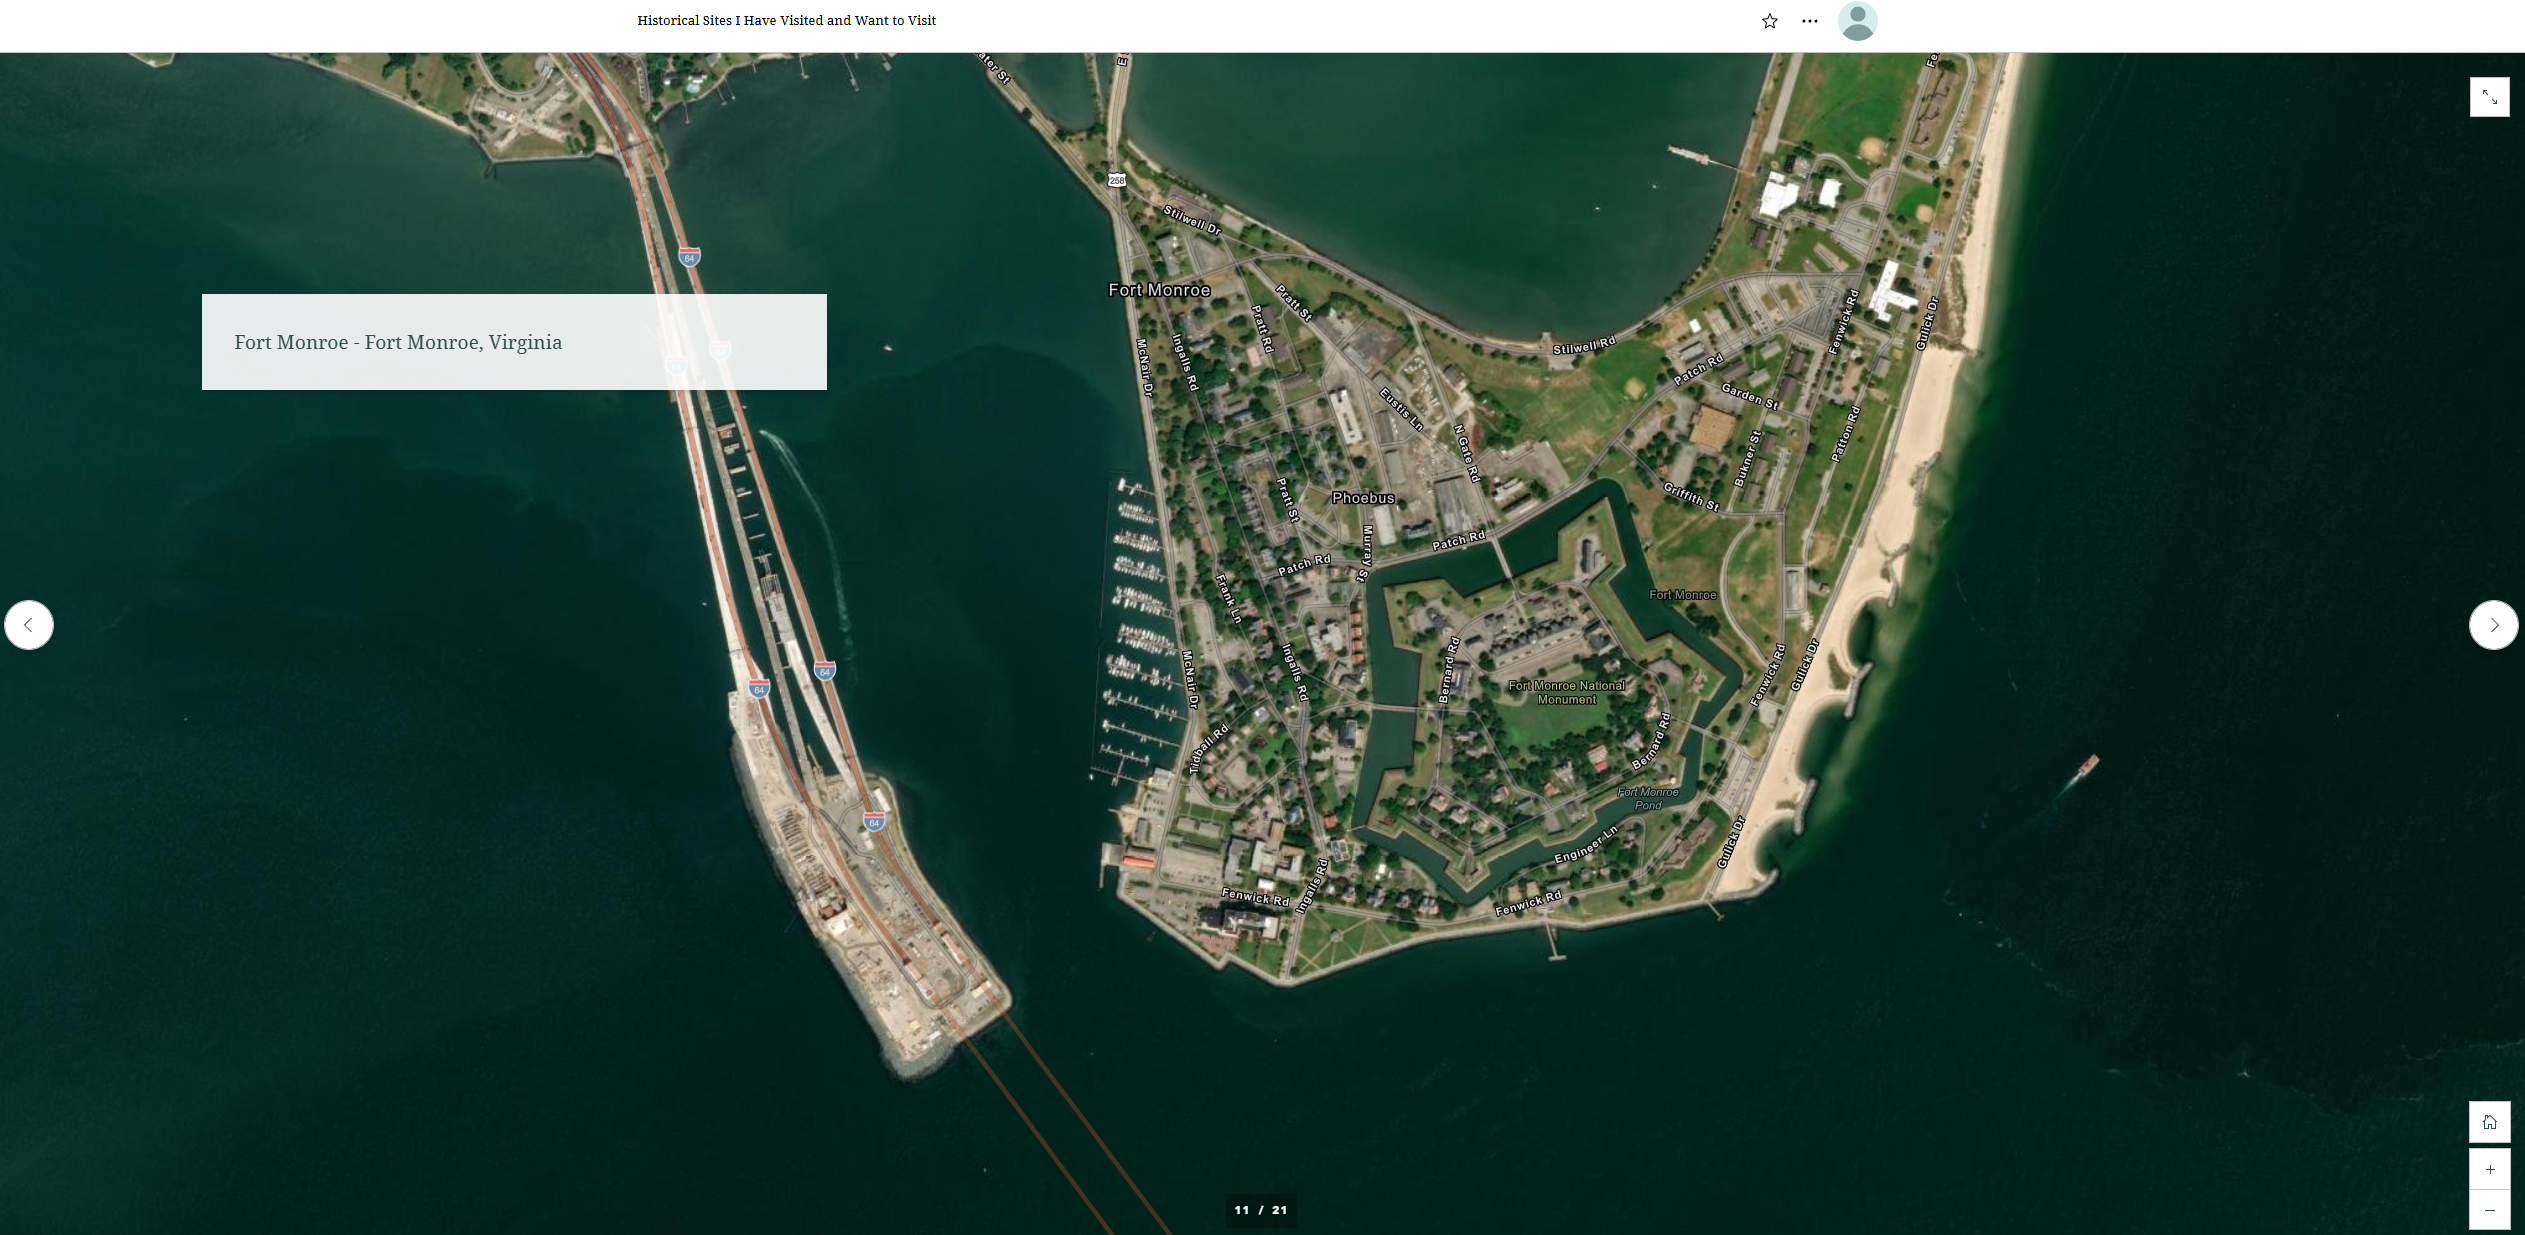 Historical Sites I Have Visited and Want to Visit
ater St
E
Fe
258
Stilwell Dr
64
Fort Monroe
Pratt St
Pratt Rd
Fenwick Rd
Gulick Dr
Fort Monroe - Fort Monroe, Virginia
64
64
McNair Dr
Ingalls Rd
Stilwell Rd
Patch Rd
Garden St
Eustis Ln
N Gate Rd
Bukner St
Patton Rd
Phoebus
Pratt St
Griffith St
Murray St
Patch Rd
Patch Rd
Frank Ln
Fort Monroe
64
64
McNair Dr
Ingalls Rd
Bernard Rd
Fort Monroe National
Monument
Fenwick Rd
Gulick Dr
Tidball Rd
Bernard Rd
Fort Monroe
Pond
64
Engineer Ln
Gulick Dr
Fenwick Rd
Ingalls Rd
Fenwick Rd
11 / 21